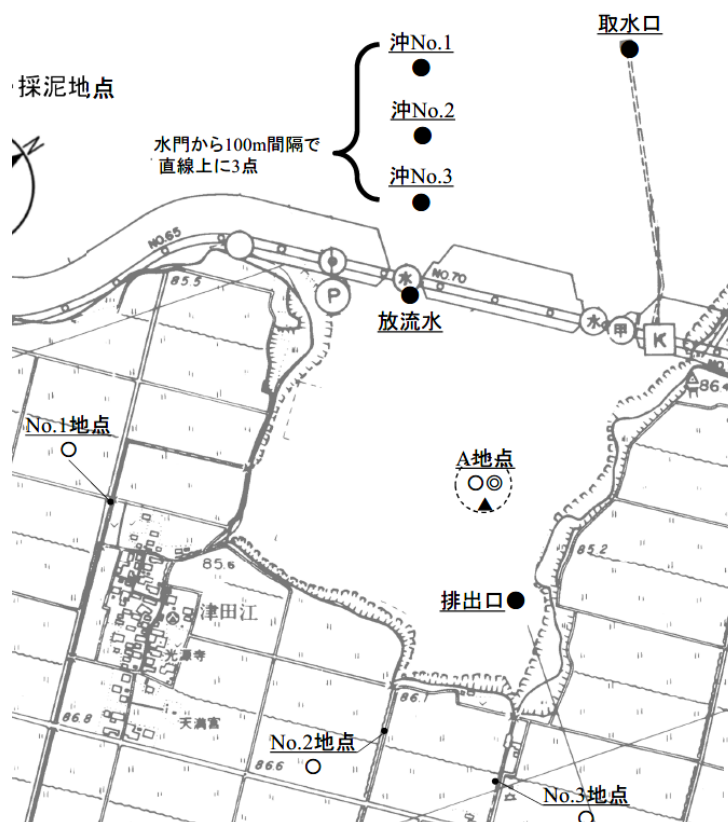 沖No.1
取水口
・採泥地点
沖No.2
水門から100m間隔で
直線上に3点
沖No.3
N
NO.65
水
NO.70
85.5
P
放流水
水
甲
K
NO.
86.4
No.1地点
A地点
85.2
85.6
排出口
津田江
光源寺
86.1
86.8
天満宮
No.2地点
86.6
No.3地点